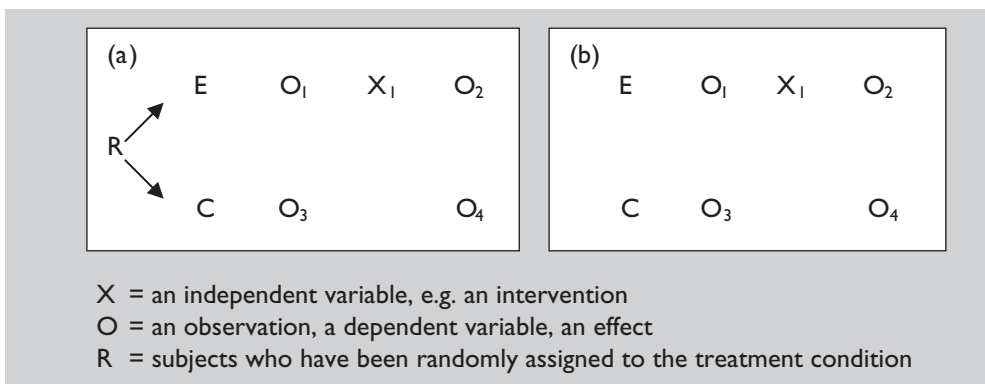 (a)
E O₁ X₁ O₂
R
C O₃ O₄
(b)
E O₁ X₁ O₂
C O₃ O₄
X = an independent variable, e.g. an intervention
O = an observation, a dependent variable, an effect
R = subjects who have been randomly assigned to the treatment condition